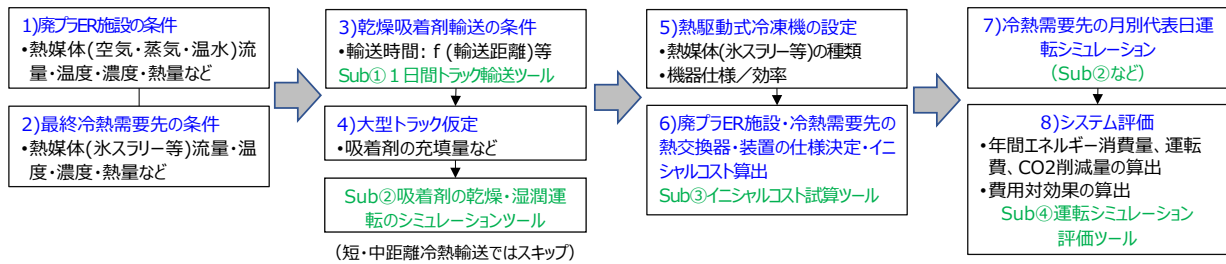 1)廃プラER施設の条件
•熱媒体(空気・蒸気・温水)流
量・温度・濃度・熱量など
2)最終冷熱需要先の条件
•熱媒体(氷スラリー等)流量・温
度・濃度・熱量など
3)乾燥吸着剤輸送の条件
•輸送時間: f (輸送距離)等
Sub①１日間トラック輸送ツール
4)大型トラック仮定
•吸着剤の充填量など
Sub②吸着剤の乾燥・湿潤運
転のシミュレーションツール
(短・中距離冷熱輸送ではスキップ)
5)熱駆動式冷凍機の設定
•熱媒体(氷スラリー等)の種類
•機器仕様／効率
6)廃プラER施設・冷熱需要先の
熱交換器・装置の仕様決定・イニ
シャルコスト算出
Sub③イニシャルコスト試算ツール
7)冷熱需要先の月別代表日運
転シミュレーション
(Sub②など)
8)システム評価
•年間エネルギー消費量、運転
費、CO2削減量の算出
•費用対効果の算出
Sub④運転シミュレーション
評価ツール